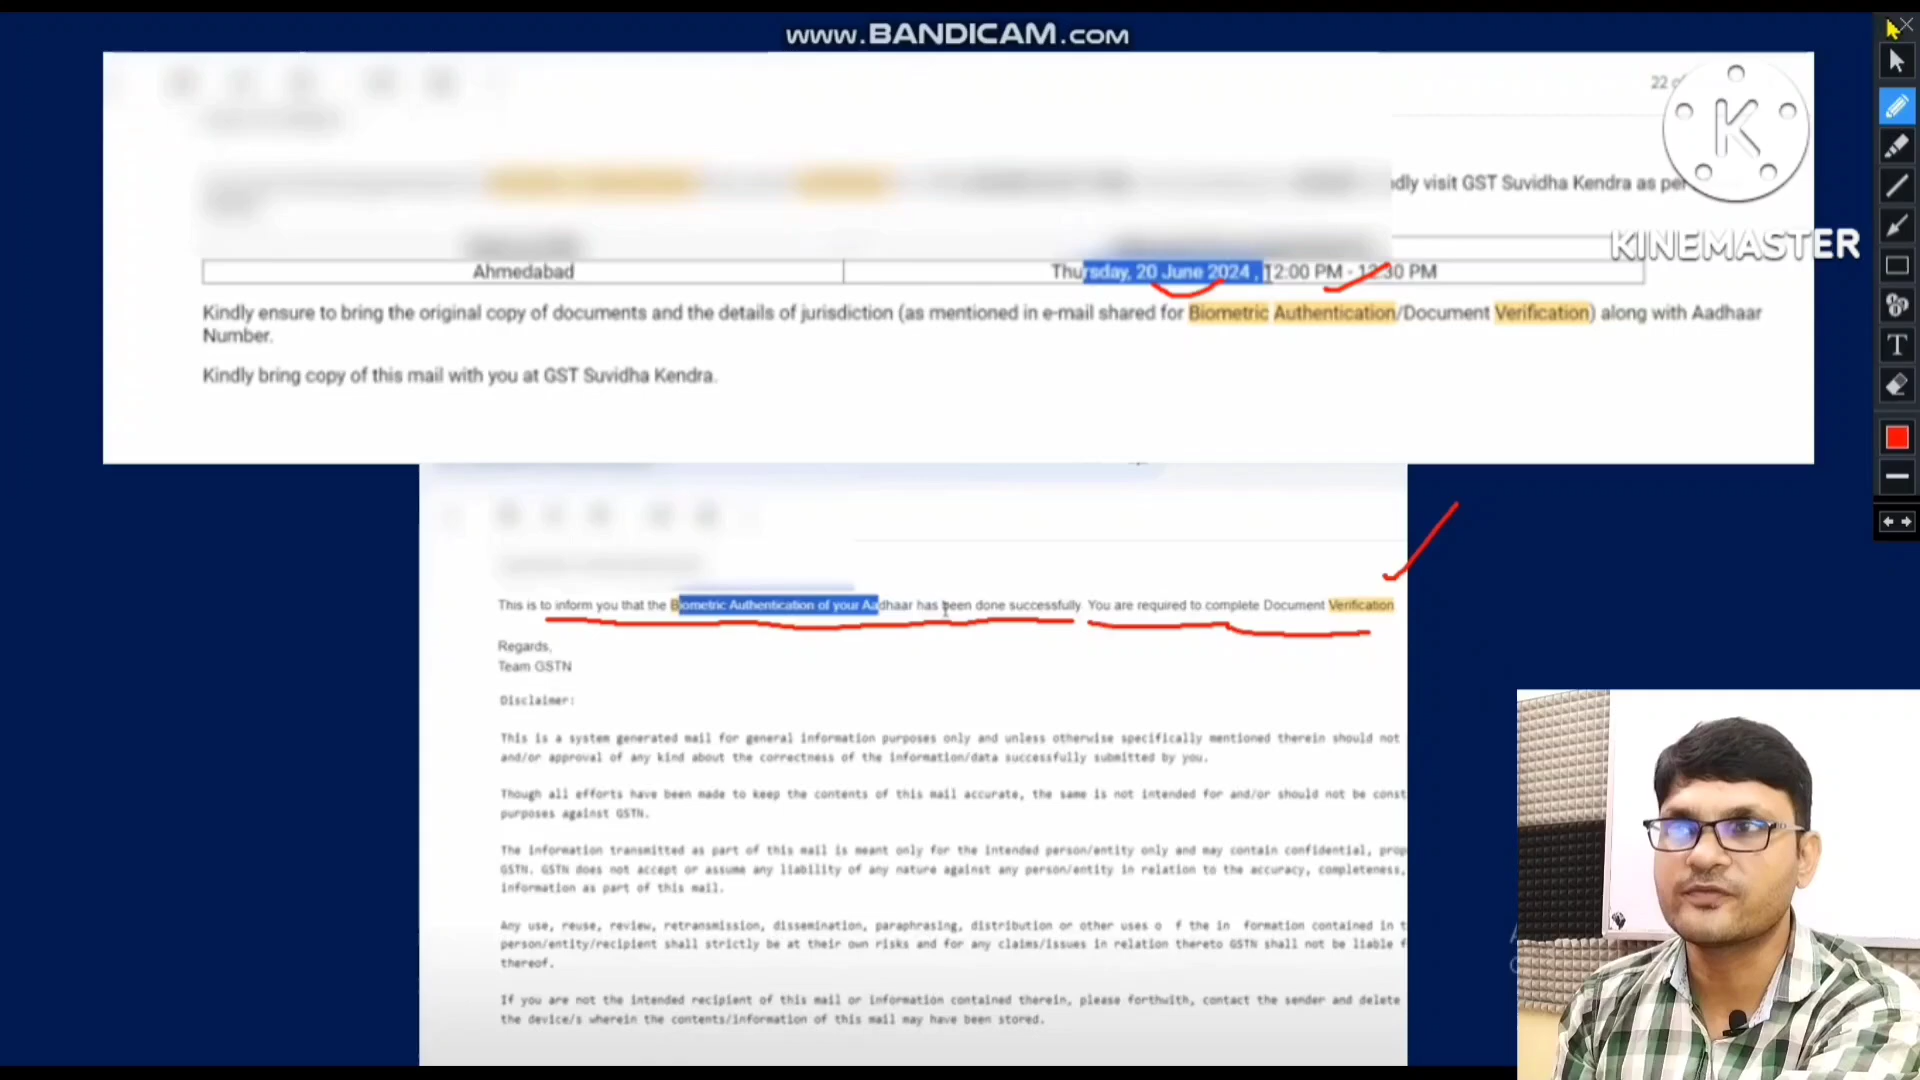 www.BANDICAM.com
22
K
ndly visit GST Suvidha Kendra as per
KINEMASTER
Ahmedabad
Thursday, 20 June 2024 , 12:00 PM - 12:30 PM
Kindly ensure to bring the original copy of documents and the details of jurisdiction (as mentioned in e-mail shared for Biometric Authentication/Document Verification) along with Aadhaar
Number.
Kindly bring copy of this mail with you at GST Suvidha Kendra.
This is to inform you that the Biometric Authentication of your Aadhaar has been done successfully You are required to complete Document Verification
Regards,
Team GSTN
Disclaimer:
This is a system generated mail for general information purposes only and unless otherwise specifically mentioned therein should not
and/or approval of any kind about the correctness of the information/data successfully submitted by you.
Though all efforts have been made to keep the contents of this mail accurate, the same is not intended for and/or should not be const
purposes against GSTN.
The information transmitted as part of this mail is meant only for the intended person/entity only and may contain confidential, prop
GSTN. GSTN does not accept or assume any liability of any nature against any person/entity in relation to the accuracy, completeness,
information as part of this mail.
Any use, reuse, review, retransmission, dissemination, paraphrasing, distribution or other uses o f the in formation contained in t
person/entity/recipient shall strictly be at their own risks and for any claims/issues in relation thereto GSTN shall not be liable f
thereof.
If you are not the intended recipient of this mail or information contained therein, please forthwith, contact the sender and delete
the device/s wherein the contents/information of this mail may have been stored.